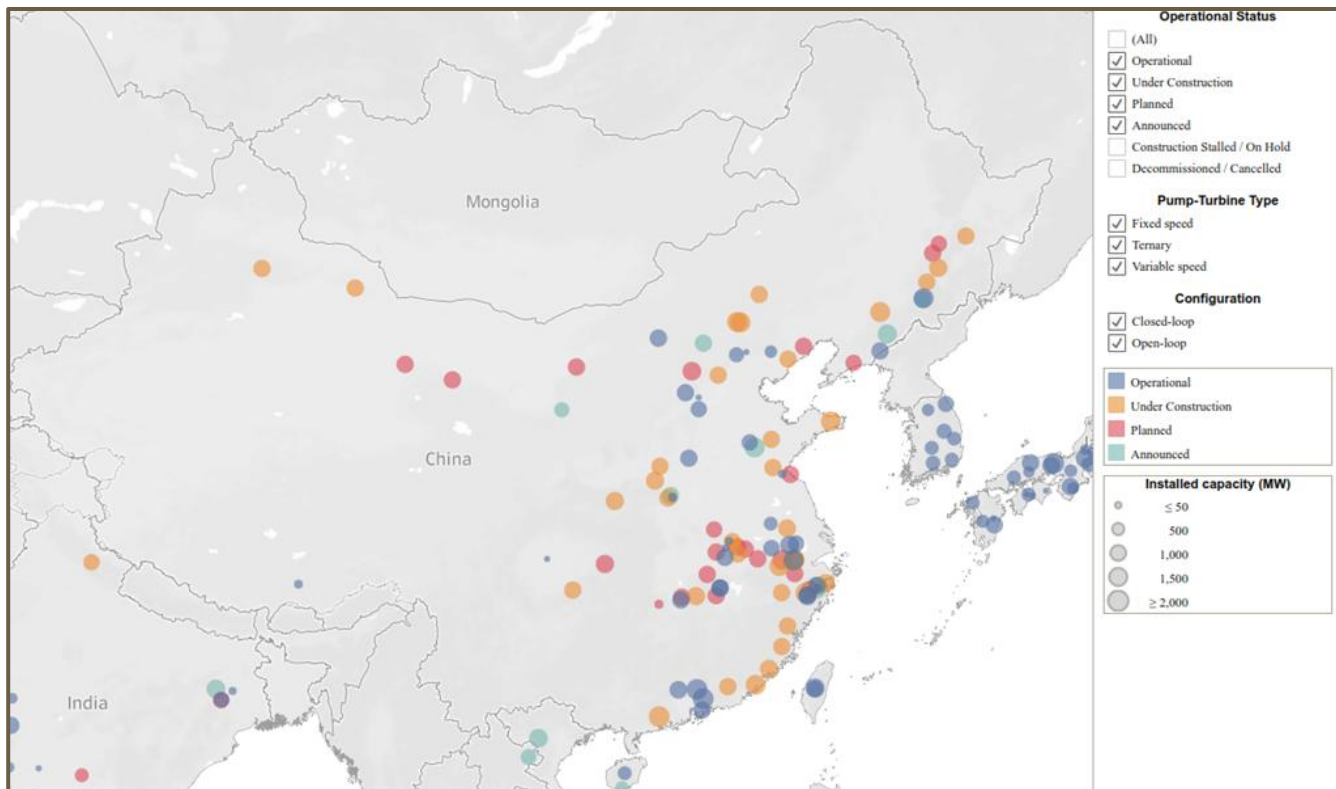 Mongolia
China
India
Operational Status
(All)
Operational
Under Construction
Planned
Announced
Construction Stalled / On Hold
Decommissioned / Cancelled
Pump-Turbine Type
Fixed speed
Ternary
Variable speed
Configuration
Closed-loop
Open-loop
Operational
Under Construction
Planned
Announced
Installed capacity (MW)
≤ 50
500
1,000
1,500
≥ 2,000